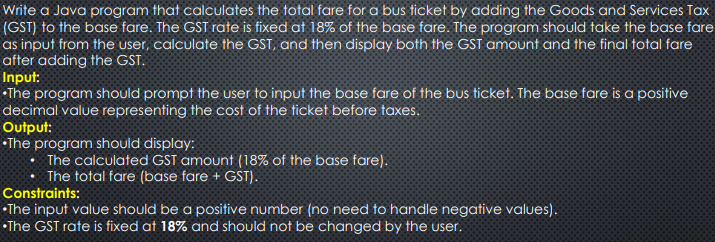 Write a Java program that calculates the total fare for a bus ticket by adding the Goods and Services Tax
(GST) to the base fare. The GST rate is fixed at 18% of the base fare. The program should take the base fare
as input from the user, calculate the GST, and then display both the GST amount and the final total fare
after adding the GST.
Input:
•The program should prompt the user to input the base fare of the bus ticket. The base fare is a positive
decimal value representing the cost of the ticket before taxes.
Output:
•The program should display:
• The calculated GST amount (18% of the base fare).
• The total fare (base fare + GST).
Constraints:
•The input value should be a positive number (no need to handle negative values).
•The GST rate is fixed at 18% and should not be changed by the user.